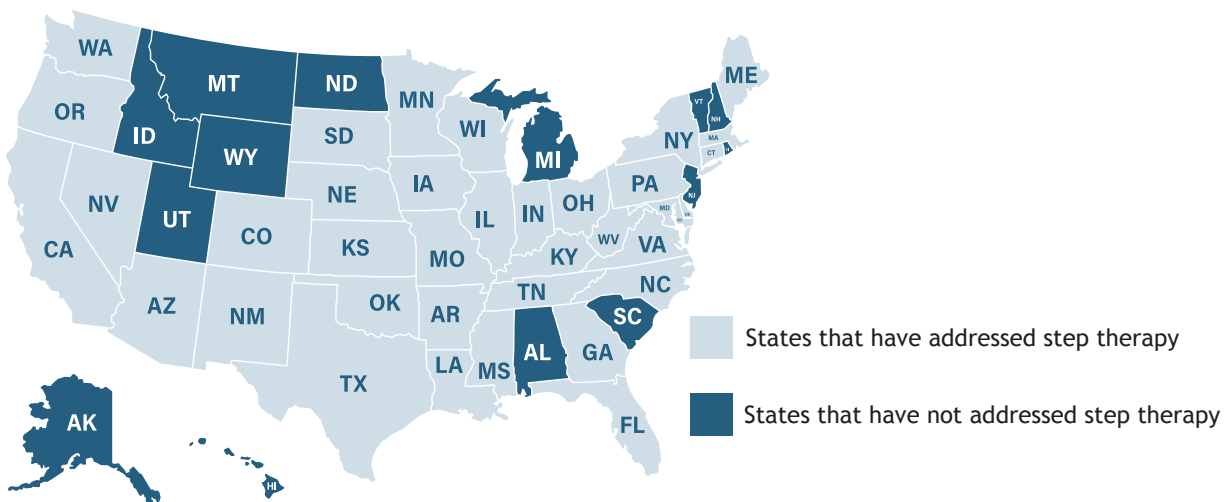 WA
MT
ND
MN
ME
VT
NH
OR
ID
SD
WI
NY
MA
WY
MI
CT
IA
PA
NJ
NV
NE
OH
MD
UT
IL
IN
CA
CO
KS
MO
WV
VA
KY
AZ
NM
OK
AR
TN
NC
SC
MS
AL
GA
LA
TX
FL
AK
HI
States that have addressed step therapy
States that have not addressed step therapy